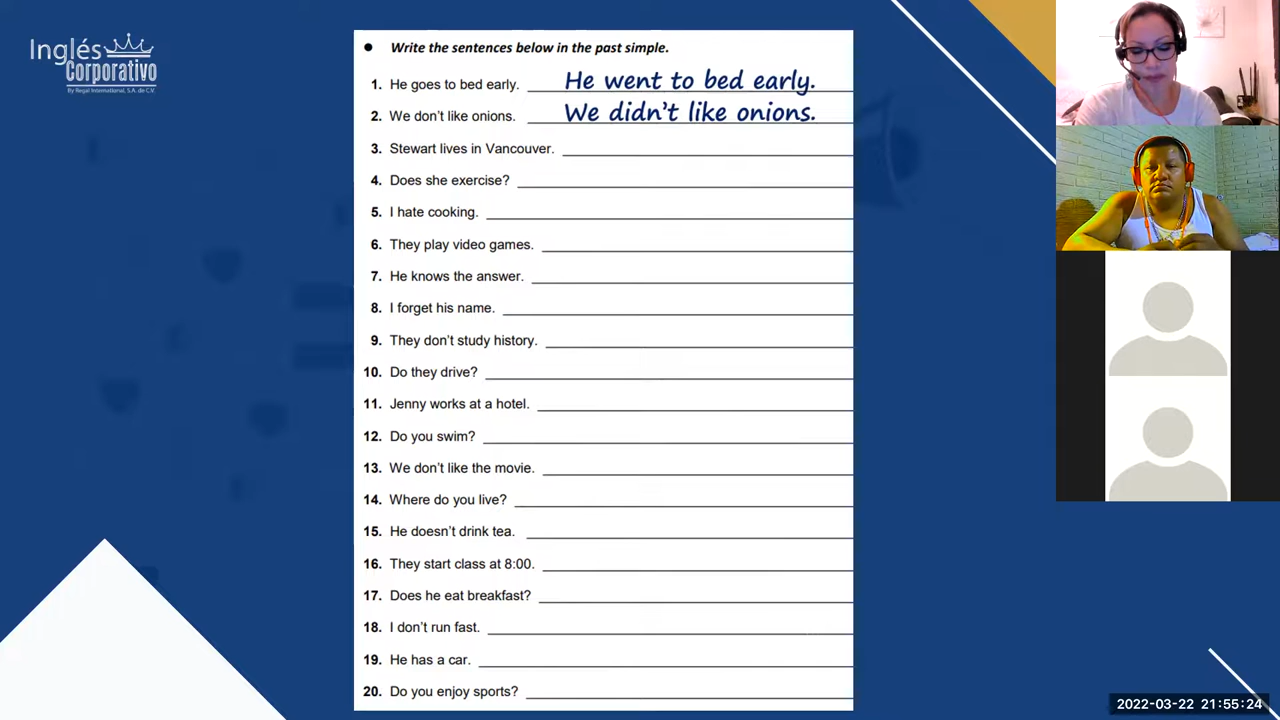 Inglés
Corporativo
By Regal International, S.A. de C.V.
● Write the sentences below in the past simple.
1. He goes to bed early. He went to bed early.
2. We don't like onions. We didn't like onions.
3. Stewart lives in Vancouver.
4. Does she exercise?
5. I hate cooking.
6. They play video games.
7. He knows the answer.
8. I forget his name.
9. They don't study history.
10. Do they drive?
11. Jenny works at a hotel.
12. Do you swim?
13. We don't like the movie.
14. Where do you live?
15. He doesn't drink tea.
16. They start class at 8:00.
17. Does he eat breakfast?
18. I don't run fast.
19. He has a car.
20. Do you enjoy sports?
2022-03-22 21:55:24